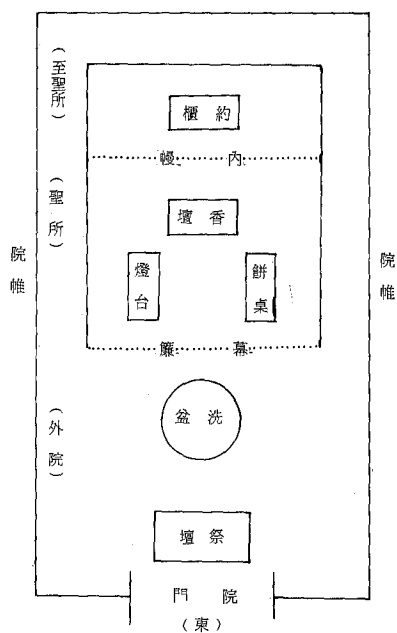 （至聖所）
約櫃
內幔
（聖所）
香壇
燈台
餅桌
院帷
院帷
幕簾
洗盆
（外院）
祭壇
院門
（東）